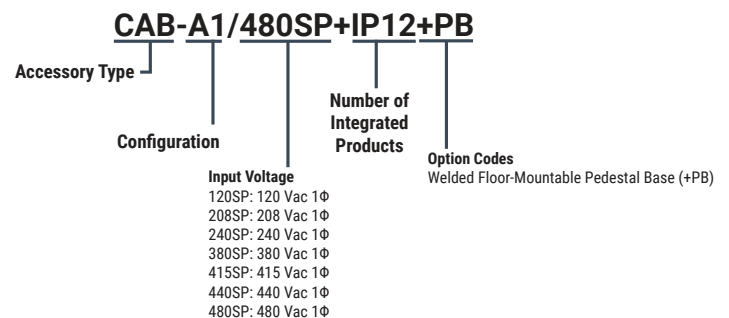 CAB-A1/480SP+IP12+PB
Accessory Type
Configuration
Input Voltage
120SP: 120 Vac 1Φ
208SP: 208 Vac 1Φ
240SP: 240 Vac 1Φ
380SP: 380 Vac 1Φ
415SP: 415 Vac 1Φ
440SP: 440 Vac 1Φ
480SP: 480 Vac 1Φ
Number of
Integrated
Products
Option Codes
Welded Floor-Mountable Pedestal Base (+PB)